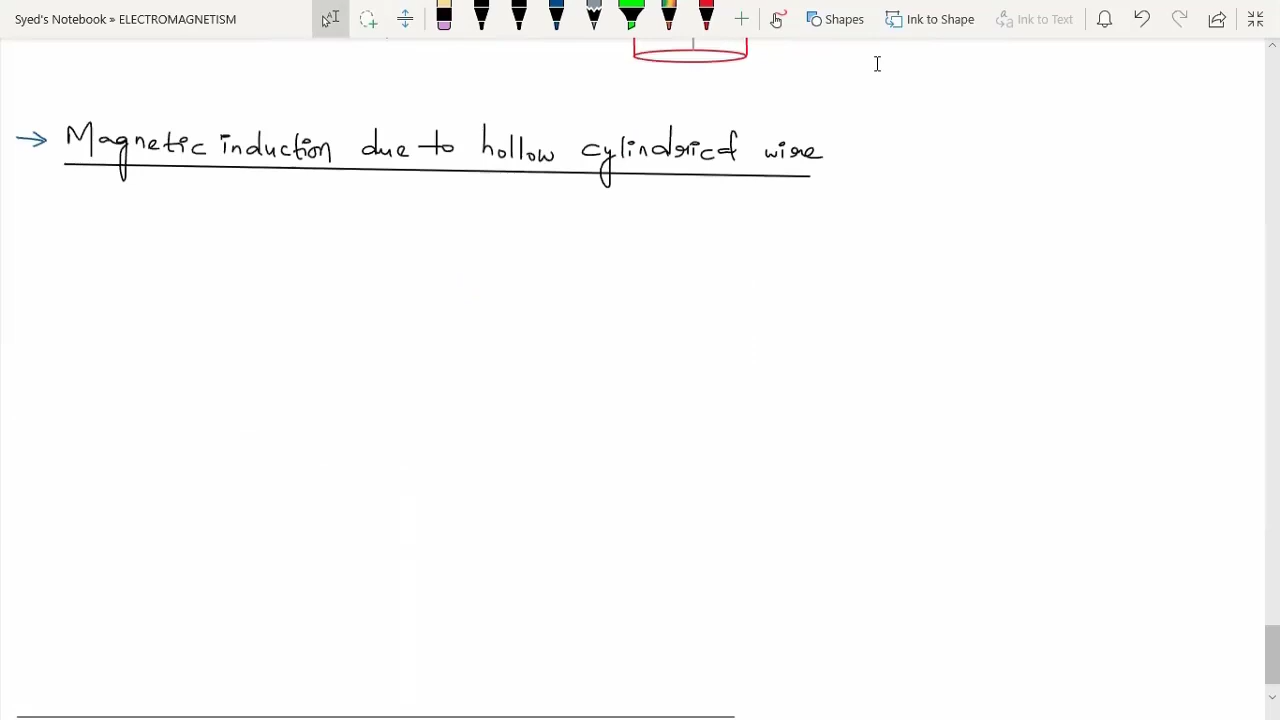 Syed's Notebook » ELECTROMAGNETISM
Shapes
Ink to Shape
Ink to Text
→ Magnetic induction due to hollow cylindrical wire